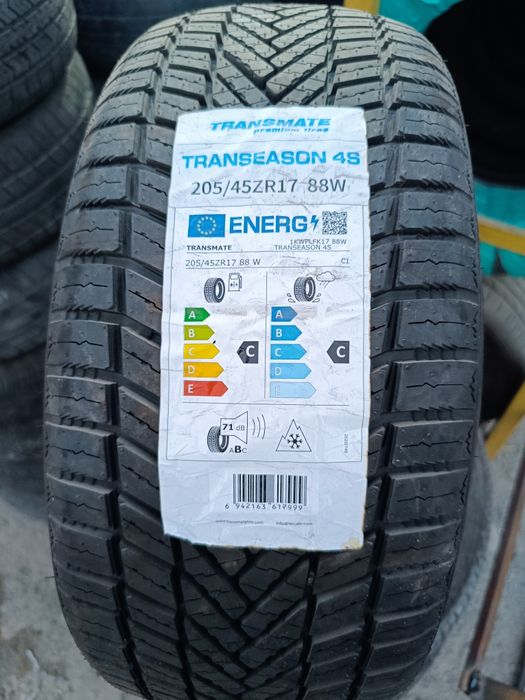 TRANSMATE
premium tires
TRANSEASON 4S
205/45ZR17 88W
ENERG
1KWPLFK17 88W
TRANSMATE TRANSEASON 4S
205/45ZR17 88 W C1
A A
B B
C C C C
D D
E E
71 dB
ABC
6 942163 617999